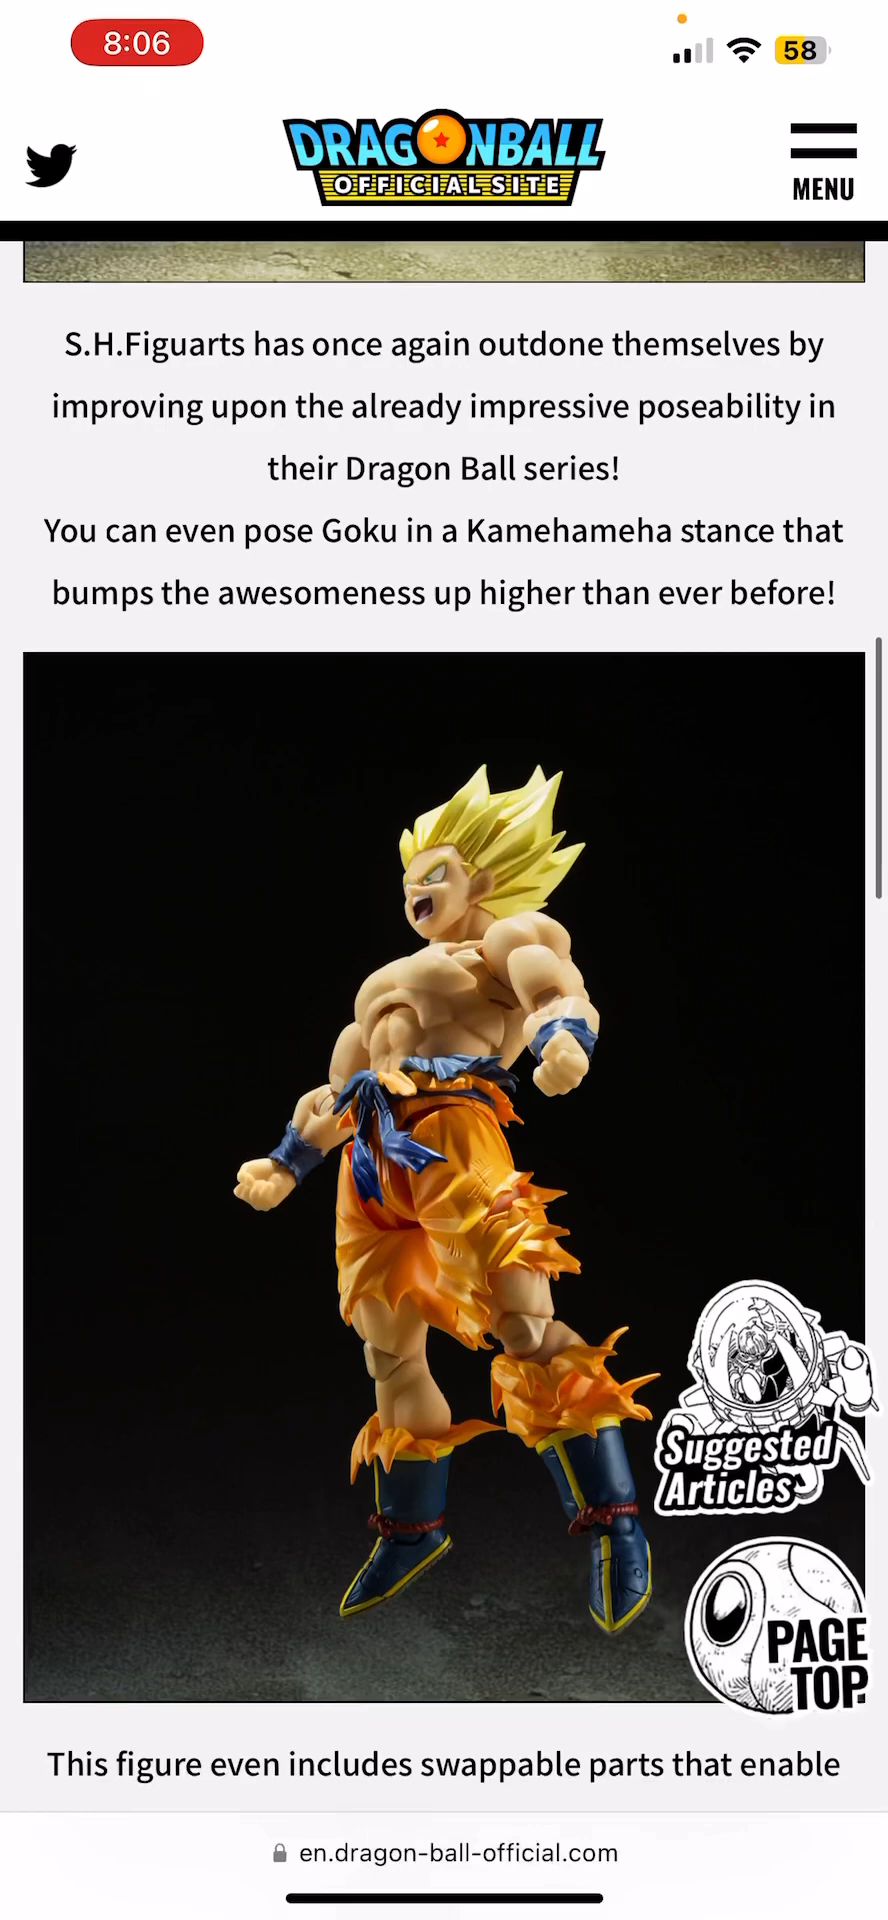 8:06
58
DRAGONBALL
OFFICIAL SITE
MENU
S.H.Figuarts has once again outdone themselves by
improving upon the already impressive poseability in
their Dragon Ball series!
You can even pose Goku in a Kamehameha stance that
bumps the awesomeness up higher than ever before!
Suggested
Articles
PAGE
TOP
This figure even includes swappable parts that enable
en.dragon-ball-official.com